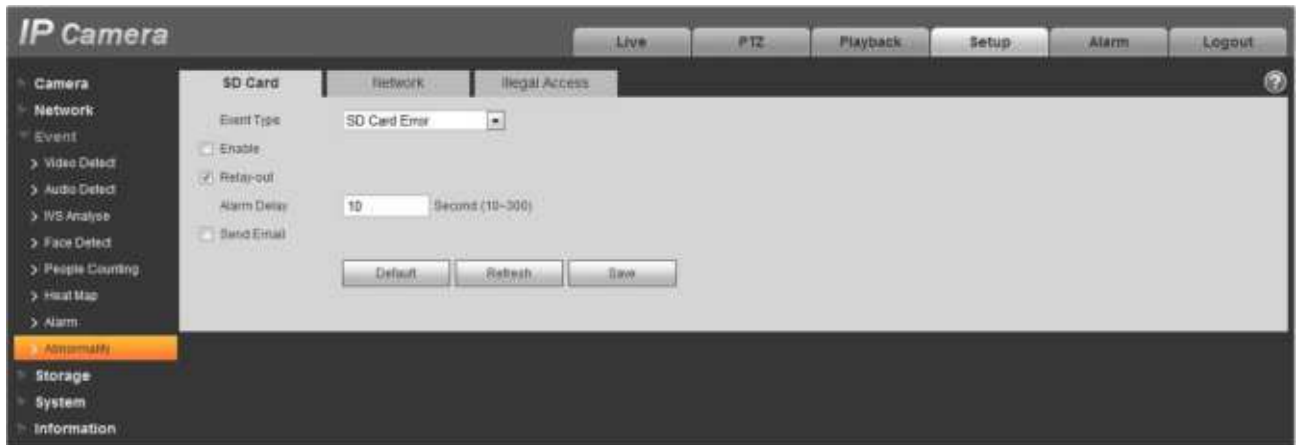 IP Camera
Live
PTZ
Playback
Setup
Alarm
Logout
Camera
Network
Event
Video Detect
Audio Detect
IVS Analyse
Face Detect
People Counting
Heat Map
Alarm
Abnormality
Storage
System
Information
SD Card
Network
Illegal Access
?
Event Type
SD Card Error
Enable
Relay-out
Alarm Delay
10
Second (10~300)
Send Email
Default
Refresh
Save